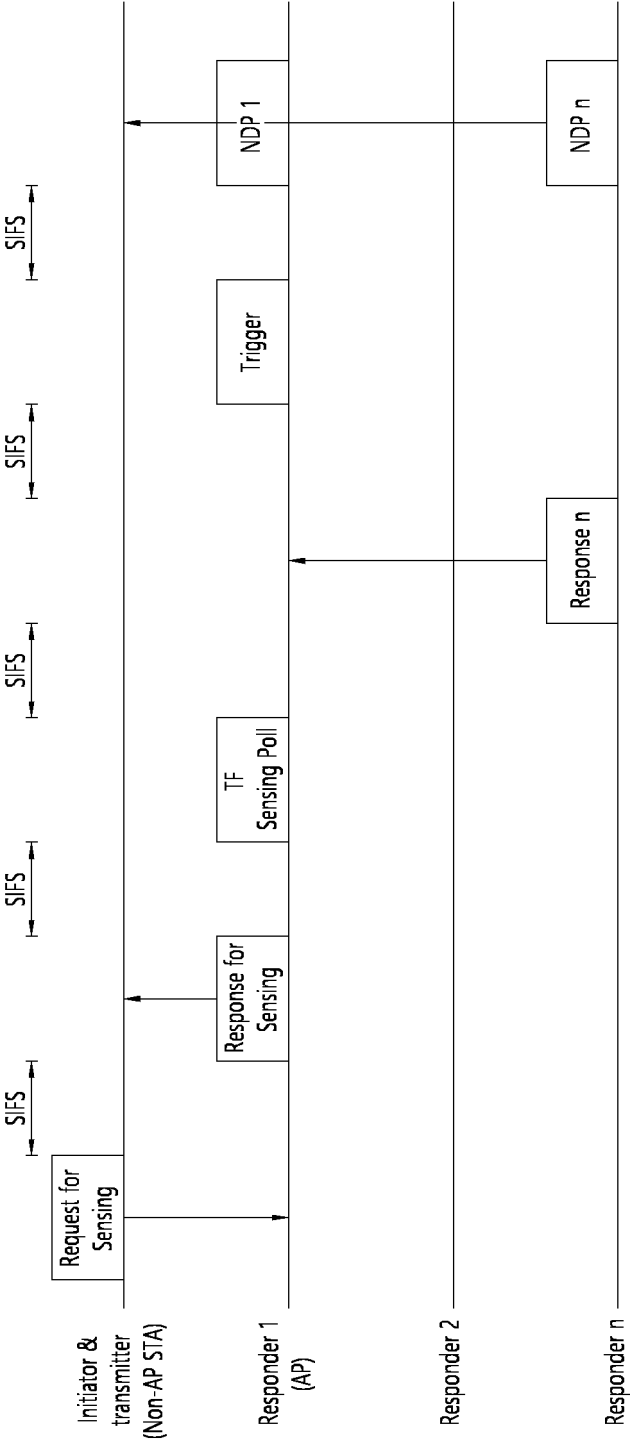 Initiator &
transmitter
(Non-AP STA)
Responder 1
(AP)
Responder 2
Responder n
Request for
Sensing
SIFS
Response for
Sensing
SIFS
TF
Sensing Poll
SIFS
Response n
SIFS
Trigger
SIFS
NDP 1
NDP n